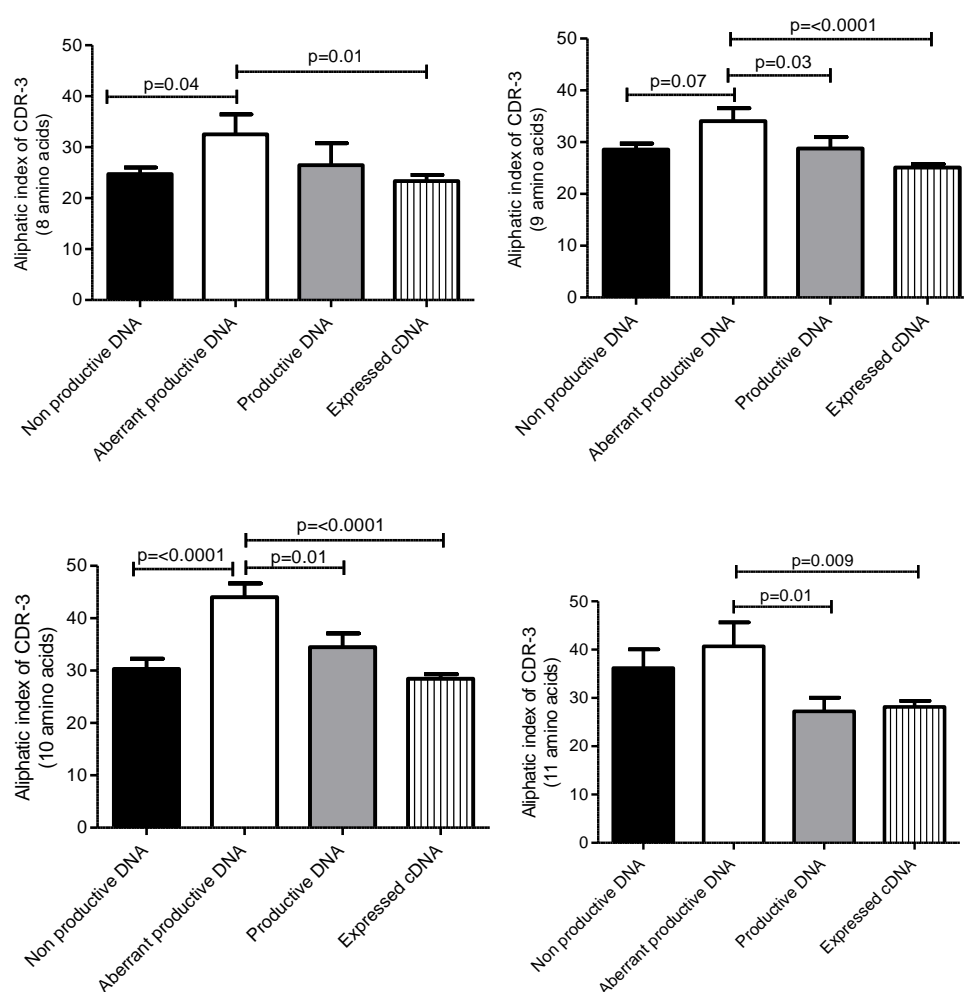 Aliphatic index of CDR-3
(8 amino acids)
50
40
30
20
10
0
p=0.04
p=0.01
Non productive DNA
Aberrant productive DNA
Productive DNA
Expressed cDNA
Aliphatic index of CDR-3
(9 amino acids)
50
40
30
20
10
0
p=<0.0001
p=0.03
p=0.07
Non productive DNA
Aberrant productive DNA
Productive DNA
Expressed cDNA
Aliphatic index of CDR-3
(10 amino acids)
50
40
30
20
10
0
p=<0.0001
p=<0.0001
p=0.01
Non productive DNA
Aberrant productive DNA
Productive DNA
Expressed cDNA
Aliphatic index of CDR-3
(11 amino acids)
50
40
30
20
10
0
p=0.009
p=0.01
Non productive DNA
Aberrant productive DNA
Productive DNA
Expressed cDNA